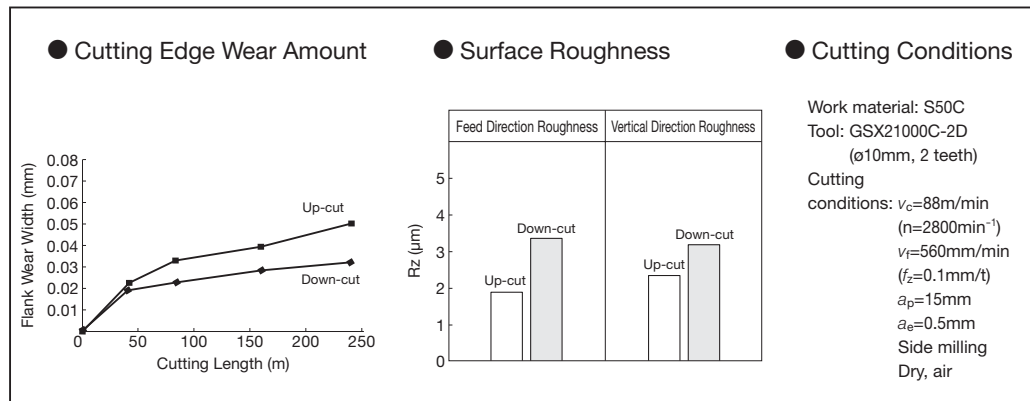 ● Cutting Edge Wear Amount
Flank Wear Width (mm)
0.08
0.07
0.06
0.05
0.04
0.03
0.02
0.01
0
50
100
150
200
250
Cutting Length (m)
Up-cut
Down-cut
● Surface Roughness
Feed Direction Roughness
Vertical Direction Roughness
Rz (μm)
5
4
3
2
1
0
Up-cut
Down-cut
Up-cut
Down-cut
● Cutting Conditions
Work material: S50C
Tool: GSX21000C-2D
(ø10mm, 2 teeth)
Cutting
conditions: vc=88m/min
(n=2800min⁻¹)
vf=560mm/min
(fz=0.1mm/t)
ap=15mm
ae=0.5mm
Side milling
Dry, air